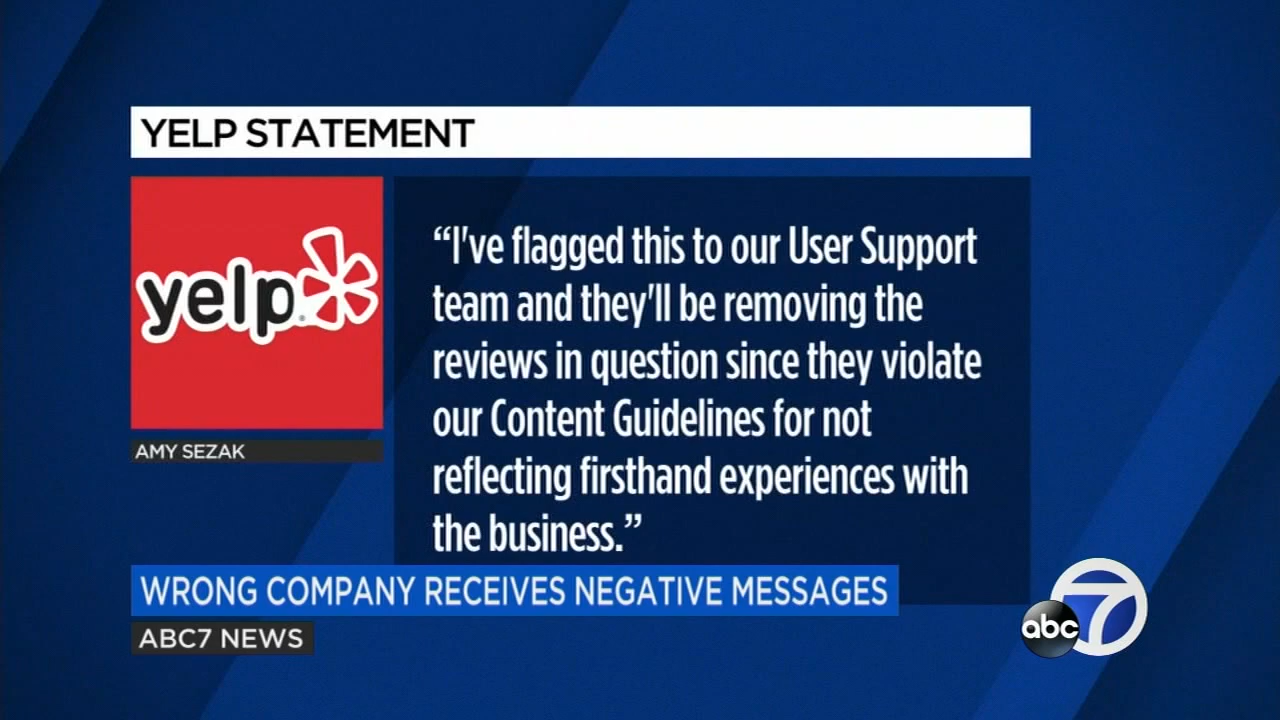 YELP STATEMENT
yelp
AMY SEZAK
“I've flagged this to our User Support
team and they'll be removing the
reviews in question since they violate
our Content Guidelines for not
reflecting firsthand experiences with
the business.”
WRONG COMPANY RECEIVES NEGATIVE MESSAGES
ABC7 NEWS
abc 7